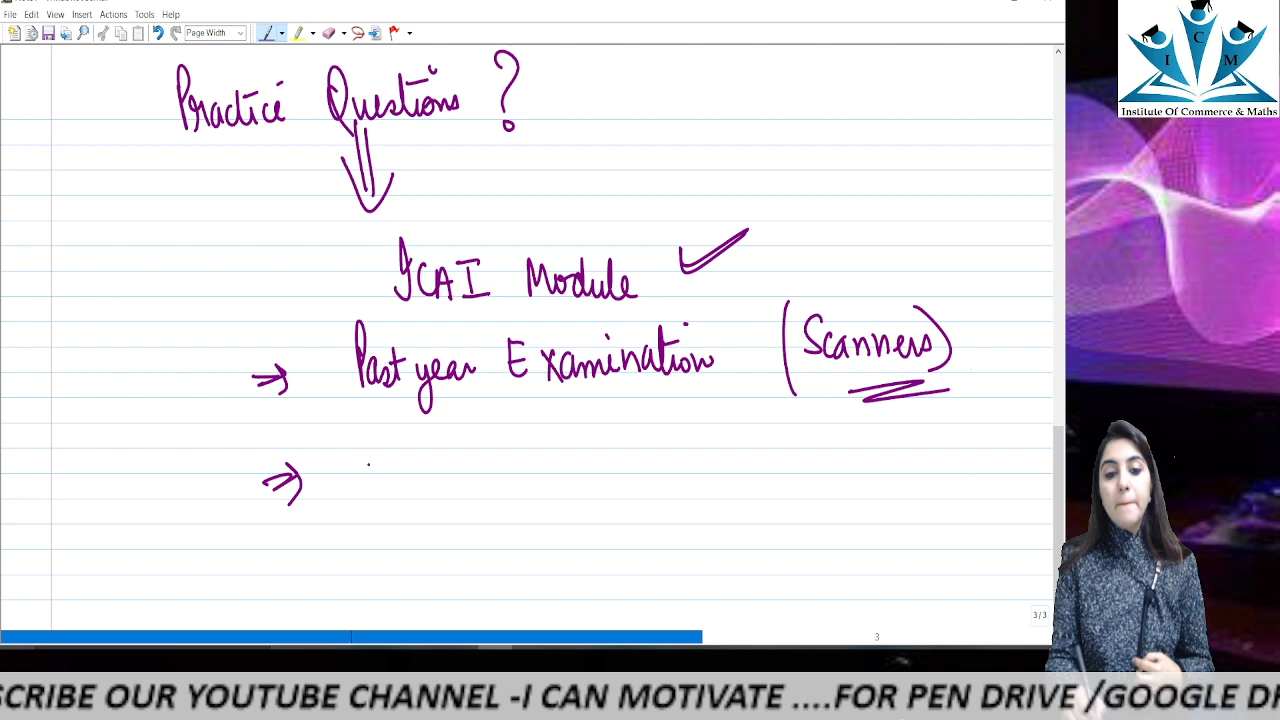 File Edit View Insert Actions Tools Help
Page Width
Practice Questions ?
ICAI Module
Past year Examination (Scanners)
3/3
3
I C M
Institute Of Commerce & Maths
SCRIBE OUR YOUTUBE CHANNEL -I CAN MOTIVATE ....FOR PEN DRIVE /GOOGLE DR